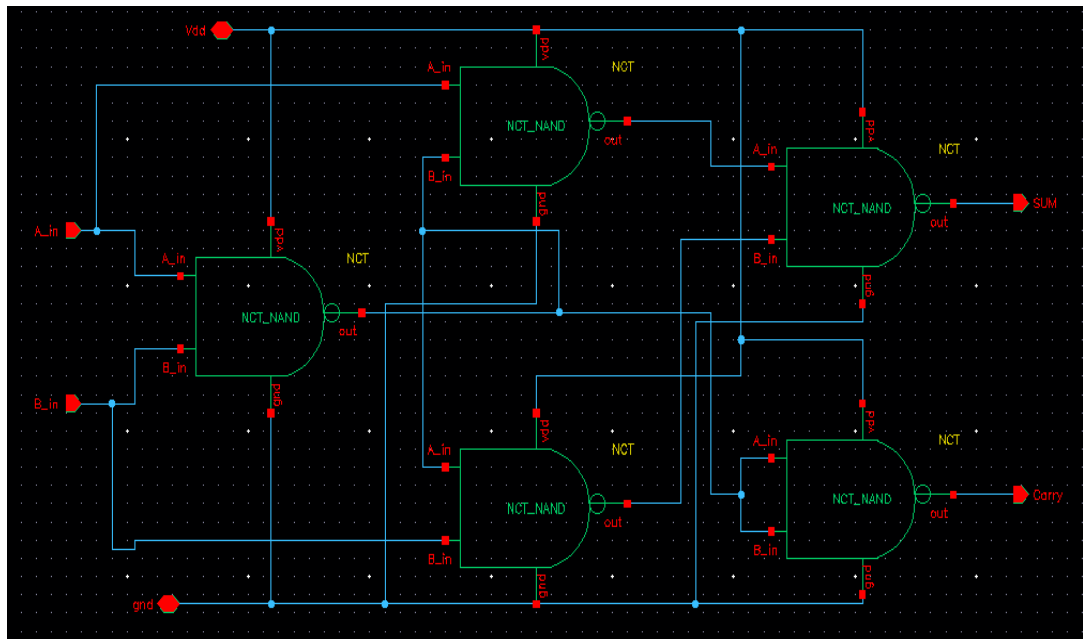 Vdd
vdd
A_in
NCT
NCT_NAND
out
B_in
gnd
vdd
A_in
NCT
NCT_NAND
SUM
out
B_in
gnd
A_in
vdd
A_in
NCT
NCT_NAND
out
B_in
gnd
B_in
vdd
A_in
NCT
NCT_NAND
out
B_in
gnd
vdd
A_in
NCT
NCT_NAND
Carry
out
B_in
gnd
gnd